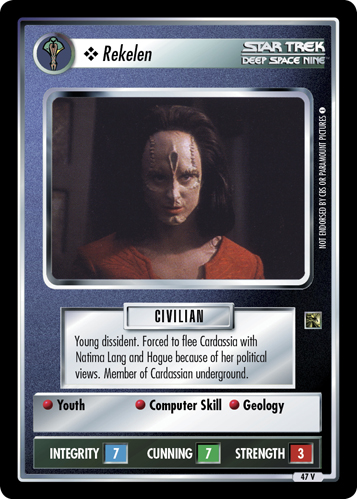 ❖ Rekelen
STAR TREK
DEEP SPACE NINE™
NOT ENDORSED BY CBS OR PARAMOUNT PICTURES
CIVILIAN
Young dissident. Forced to flee Cardassia with
Natima Lang and Hogue because of her political
views. Member of Cardassian underground.
Youth Computer Skill Geology
INTEGRITY 7 CUNNING 7 STRENGTH 3
47 V